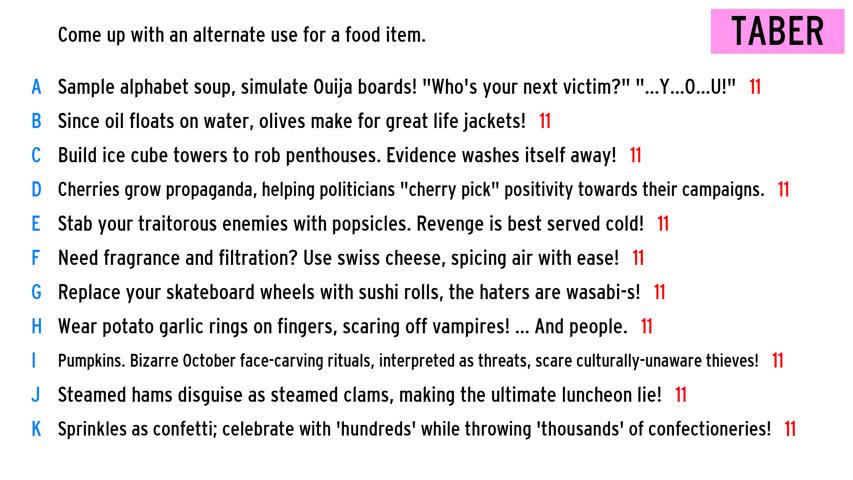 Come up with an alternate use for a food item.
TABER
A Sample alphabet soup, simulate Ouija boards! "Who's your next victim?" "...Y...O...U!" 11
B Since oil floats on water, olives make for great life jackets! 11
C Build ice cube towers to rob penthouses. Evidence washes itself away! 11
D Cherries grow propaganda, helping politicians "cherry pick" positivity towards their campaigns. 11
E Stab your traitorous enemies with popsicles. Revenge is best served cold! 11
F Need fragrance and filtration? Use swiss cheese, spicing air with ease! 11
G Replace your skateboard wheels with sushi rolls, the haters are wasabi-s! 11
H Wear potato garlic rings on fingers, scaring off vampires! ... And people. 11
I Pumpkins. Bizarre October face-carving rituals, interpreted as threats, scare culturally-unaware thieves! 11
J Steamed hams disguise as steamed clams, making the ultimate luncheon lie! 11
K Sprinkles as confetti; celebrate with 'hundreds' while throwing 'thousands' of confectioneries! 11